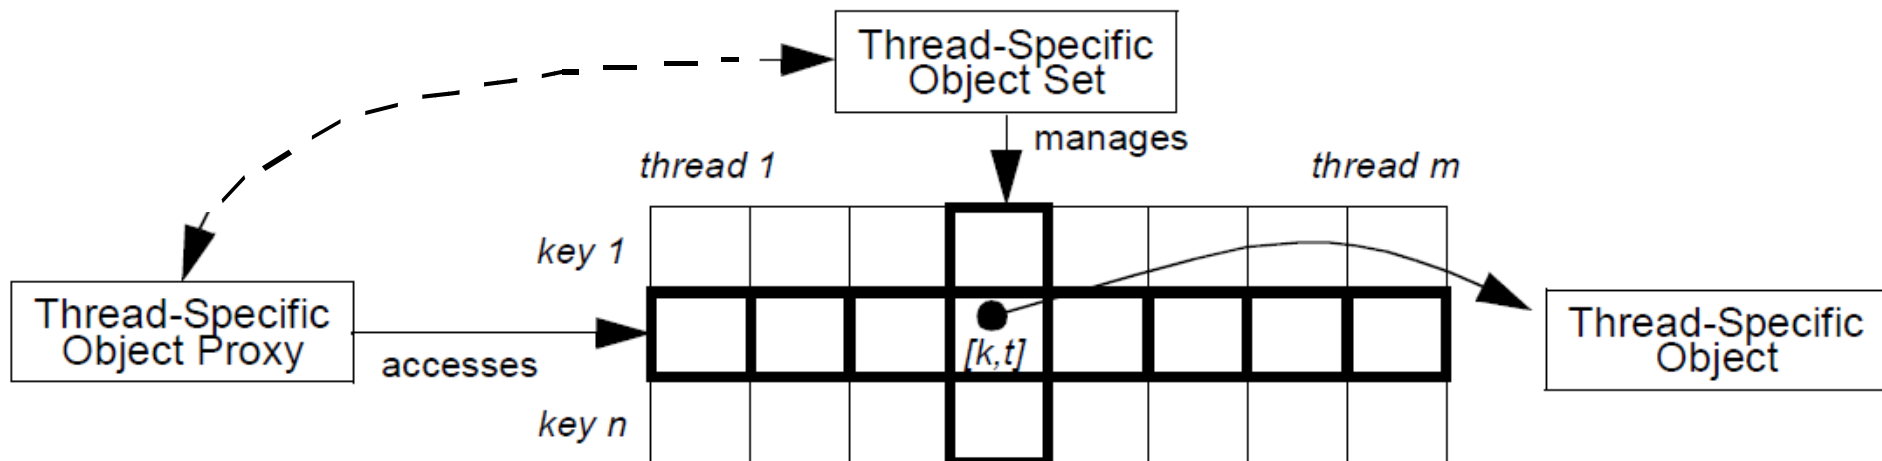 Thread-Specific
Object Set
manages
thread 1
thread m
key 1
Thread-Specific
Object Proxy
accesses
[k,t]
Thread-Specific
Object
key n